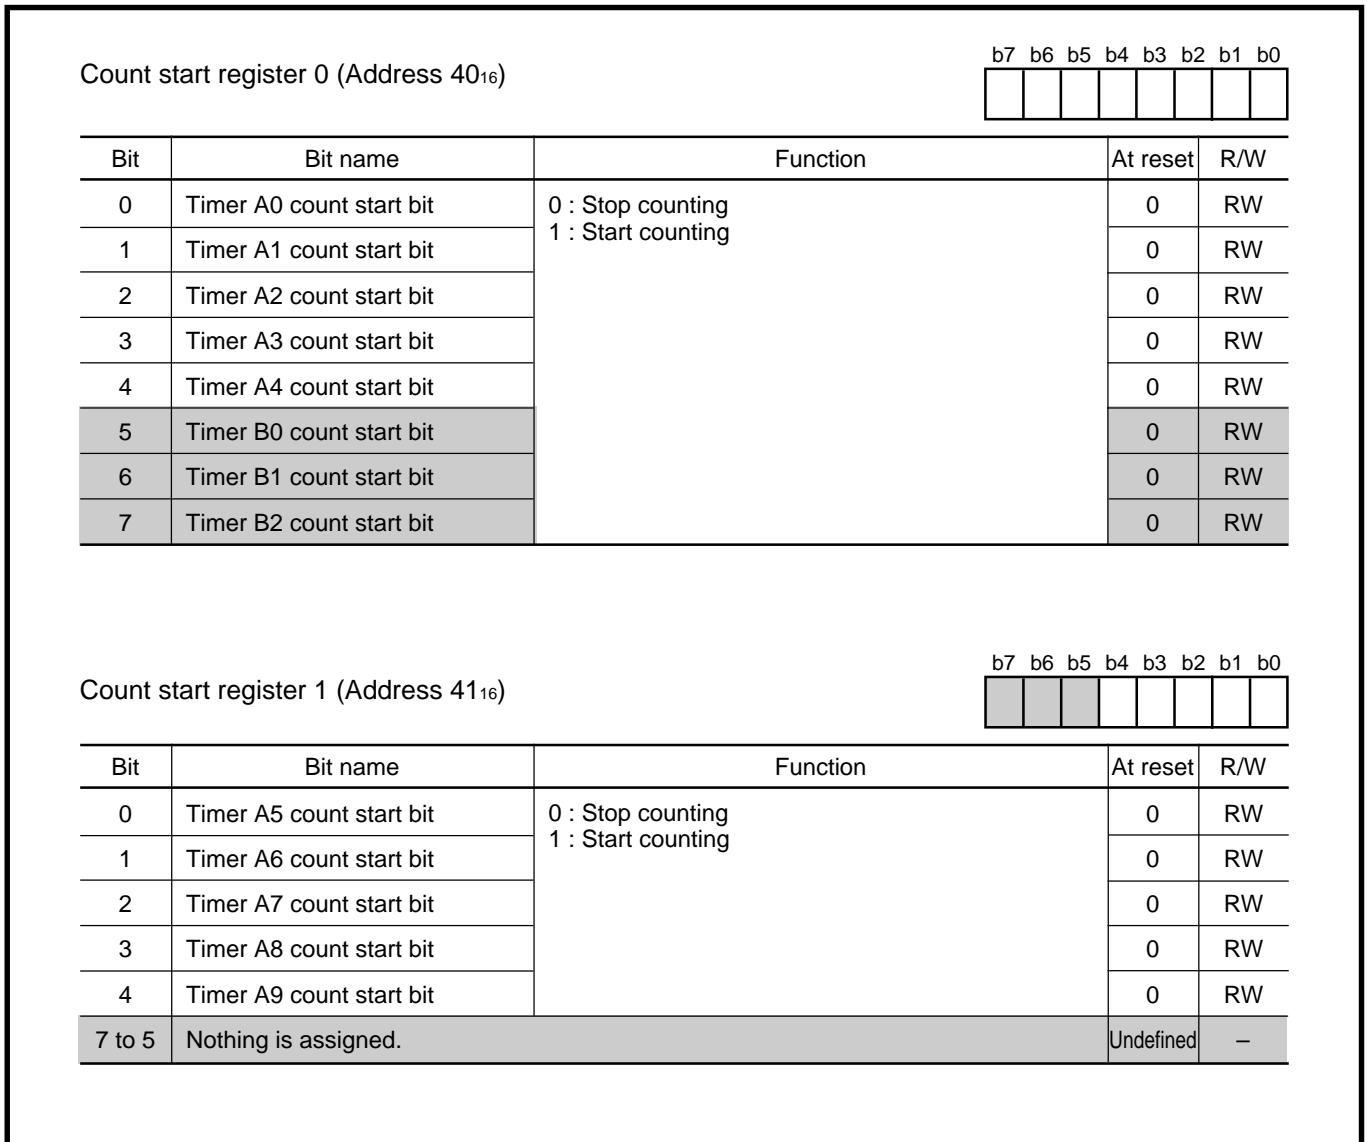 b7 b6 b5 b4 b3 b2 b1 b0
Count start register 0 (Address 4016)
Bit Bit name Function At reset R/W
0 Timer A0 count start bit 0 : Stop counting 0 RW
1 : Start counting
1 Timer A1 count start bit 0 RW
2 Timer A2 count start bit 0 RW
3 Timer A3 count start bit 0 RW
4 Timer A4 count start bit 0 RW
5 Timer B0 count start bit 0 RW
6 Timer B1 count start bit 0 RW
7 Timer B2 count start bit 0 RW
b7 b6 b5 b4 b3 b2 b1 b0
Count start register 1 (Address 4116)
Bit Bit name Function At reset R/W
0 Timer A5 count start bit 0 : Stop counting 0 RW
1 : Start counting
1 Timer A6 count start bit 0 RW
2 Timer A7 count start bit 0 RW
3 Timer A8 count start bit 0 RW
4 Timer A9 count start bit 0 RW
7 to 5 Nothing is assigned. Undefined –